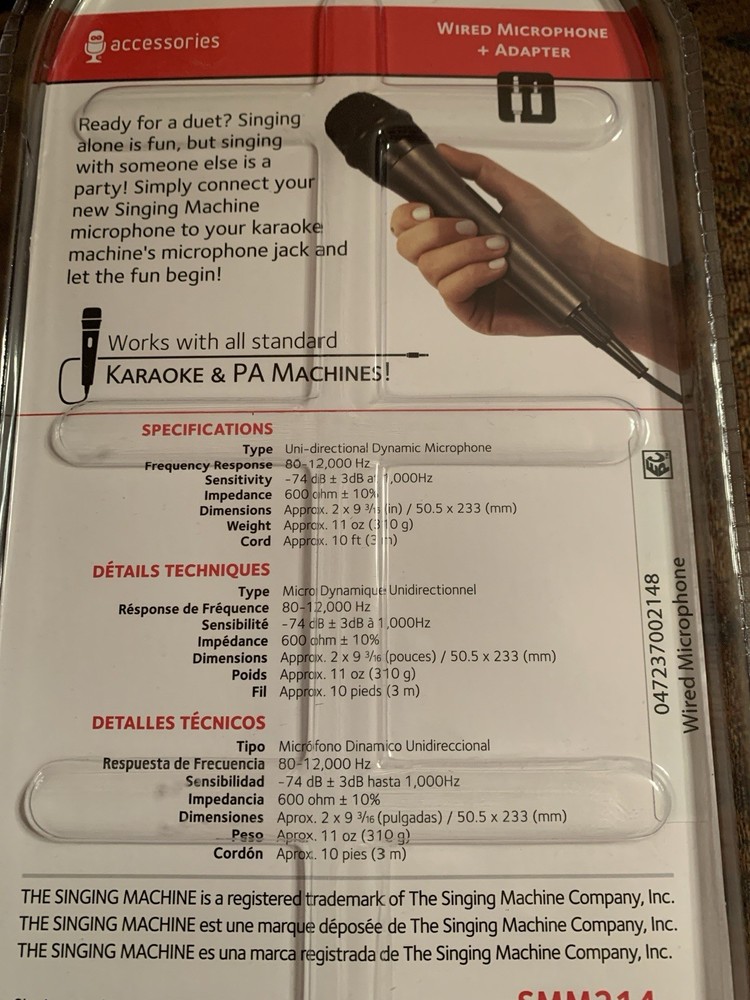 accessories
WIRED MICROPHONE
+ ADAPTER
Ready for a duet? Singing
alone is fun, but singing
with someone else is a
party! Simply connect your
new Singing Machine
microphone to your karaoke
machine's microphone jack and
let the fun begin!
Works with all standard
KARAOKE & PA MACHINES!
SPECIFICATIONS
Type Uni-directional Dynamic Microphone
Frequency Response 80-12,000 Hz
Sensitivity -74 dB ± 3dB at 1,000Hz
Impedance 600 ohm ± 10%
Dimensions Approx. 2 x 9 3/16 (in) / 50.5 x 233 (mm)
Weight Approx. 11 oz (310 g)
Cord Approx. 10 ft (3 m)
DÉTAILS TECHNIQUES
Type Micro Dynamique Unidirectionnel
Résponse de Fréquence 80-12,000 Hz
Sensibilité -74 dB ± 3dB à 1,000Hz
Impédance 600 ohm ± 10%
Dimensions Approx. 2 x 9 3/16 (pouces) / 50.5 x 233 (mm)
Poids Approx. 11 oz (310 g)
Fil Approx. 10 pieds (3 m)
DETALLES TÉCNICOS
Tipo Micrófono Dinamico Unidireccional
Respuesta de Frecuencia 80-12,000 Hz
Sensibilidad -74 dB ± 3dB hasta 1,000Hz
Impedancia 600 ohm ± 10%
Dimensiones Aprox. 2 x 9 3/16 (pulgadas) / 50.5 x 233 (mm)
Peso Aprox. 11 oz (310 g)
Cordón Aprox. 10 pies (3 m)
047237002148
Wired Microphone
THE SINGING MACHINE is a registered trademark of The Singing Machine Company, Inc.
THE SINGING MACHINE est une marque déposée de The Singing Machine Company, Inc.
THE SINGING MACHINE es una marca registrada de The Singing Machine Company, Inc.